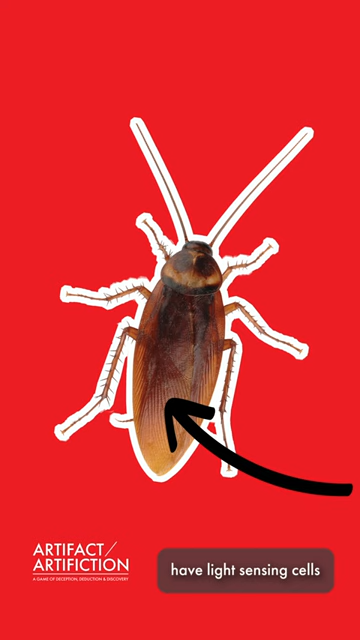 ARTIFACT/
ARTIFICTION
A GAME OF DECEPTION, DEDUCTION & DISCOVERY
have light sensing cells